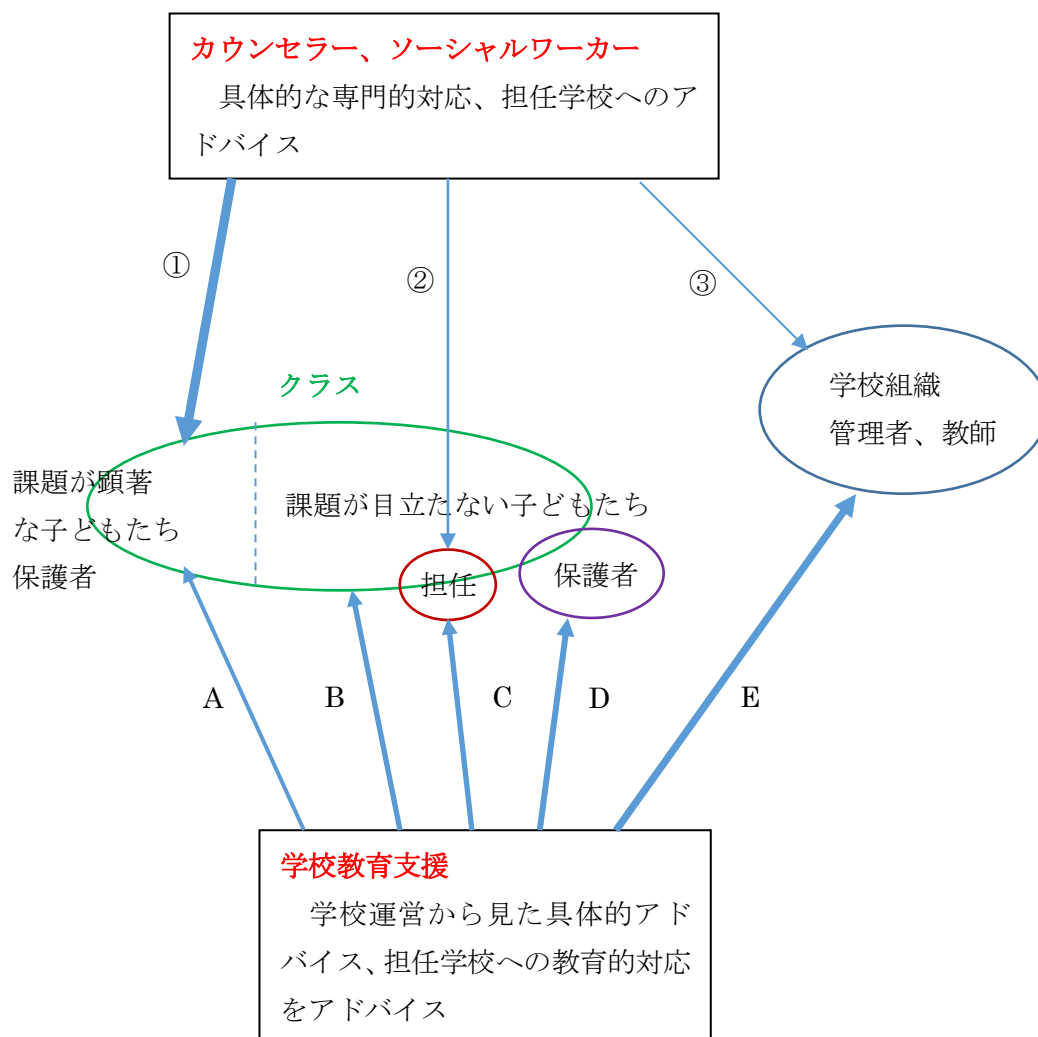 カウンセラー、ソーシャルワーカー
具体的な専門的対応、担任学校へのア
ドバイス
①
②
③
クラス
学校組織
管理者、教師
課題が顕著
な子どもたち
保護者
課題が目立たない子どもたち
担任
保護者
A
B
C
D
E
学校教育支援
学校運営から見た具体的アド
バイス、担任学校への教育的対応
をアドバイス